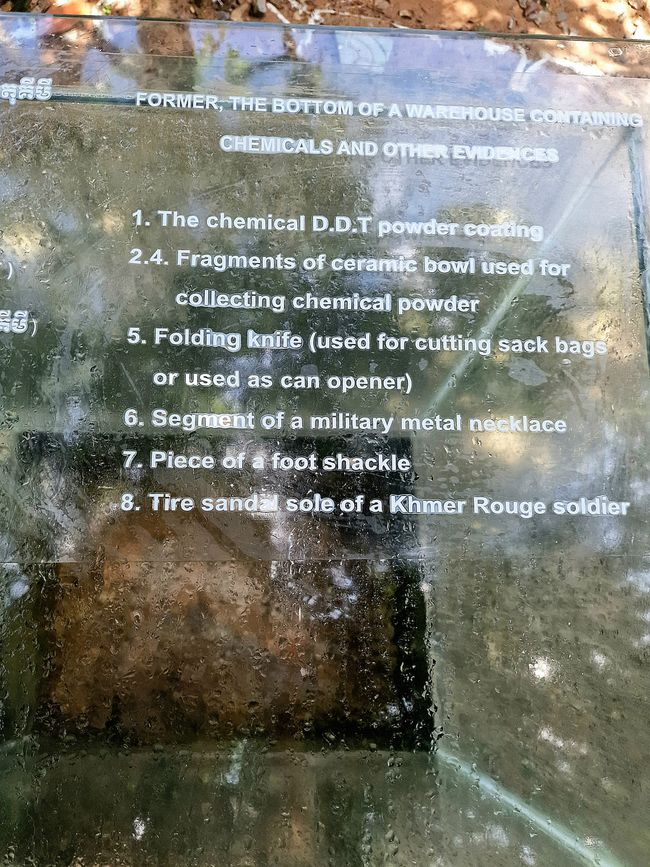 FORMER, THE BOTTOM OF A WAREHOUSE CONTAINING
CHEMICALS AND OTHER EVIDENCES
1. The chemical D.D.T powder coating
2.4. Fragments of ceramic bowl used for
collecting chemical powder
5. Folding knife (used for cutting sack bags
or used as can opener)
6. Segment of a military metal necklace
7. Piece of a foot shackle
8. Tire sandal sole of a Khmer Rouge soldier